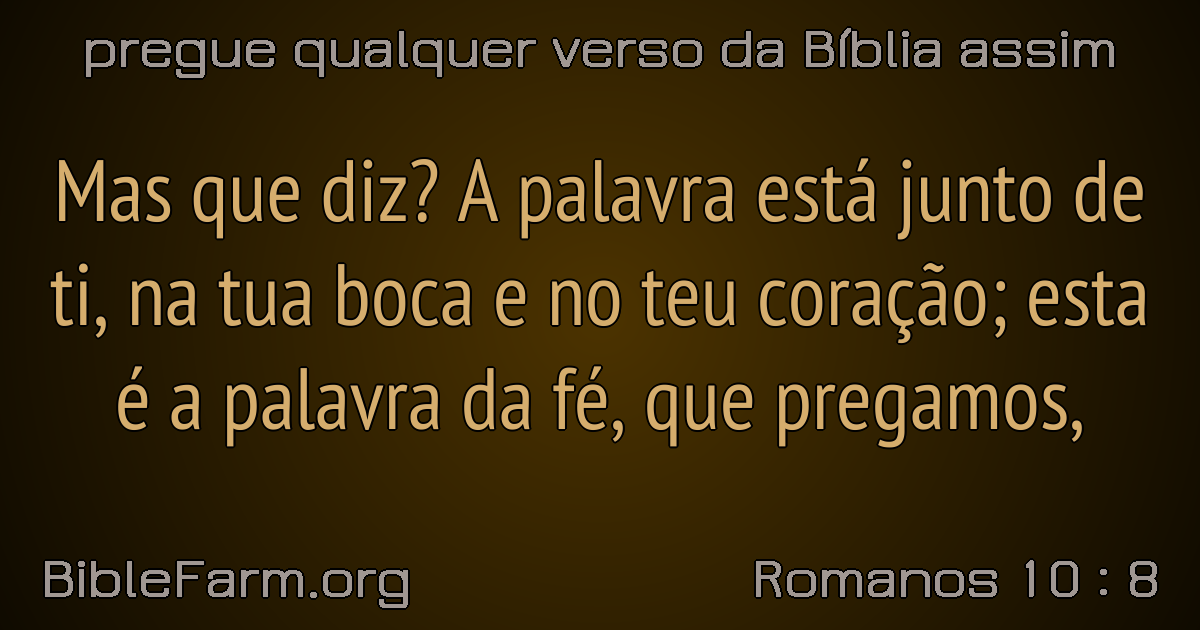 pregue qualquer verso da Bíblia assim
Mas que diz? A palavra está junto de
ti, na tua boca e no teu coração; esta
é a palavra da fé, que pregamos,
BibleFarm.org
Romanos 10 : 8